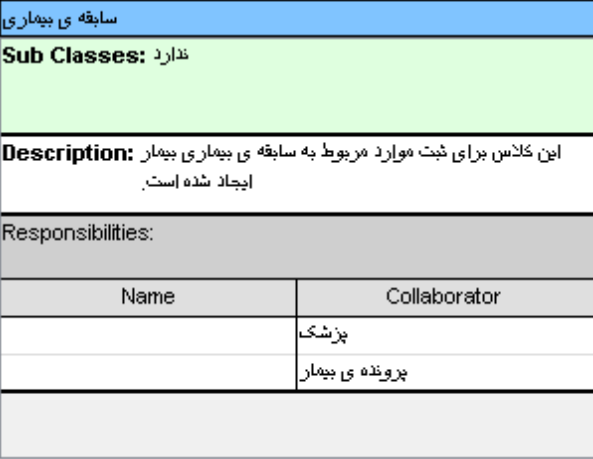 سابقه ی بیماری
Sub Classes: ندارد
Description: این کلاس برای ثبت موارد مربوط به سابقه ی بیماری بیمار
ایجاد شده است.
Responsibilities:
Name Collaborator
پزشک
پرونده ی بیمار